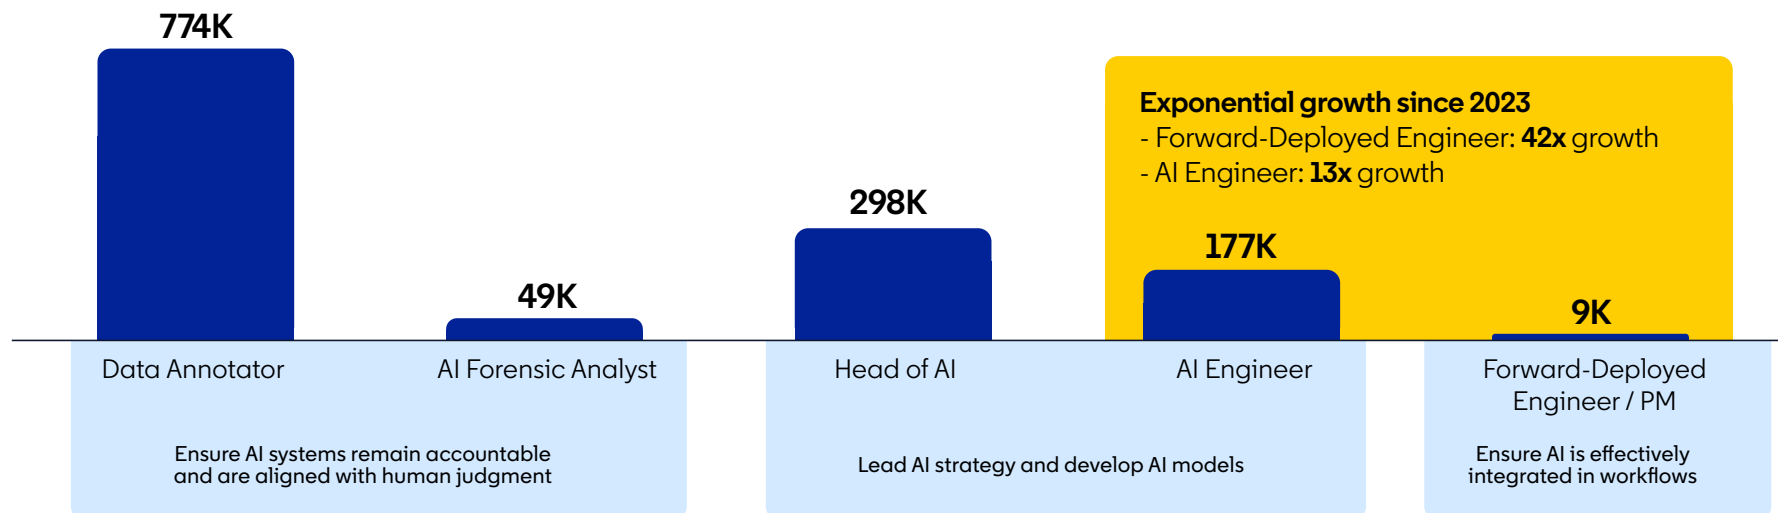 774K
49K
298K
177K
9K
Exponential growth since 2023
- Forward-Deployed Engineer: 42x growth
- AI Engineer: 13x growth
Data Annotator
AI Forensic Analyst
Head of AI
AI Engineer
Forward-Deployed
Engineer / PM
Ensure AI systems remain accountable
and are aligned with human judgment
Lead AI strategy and develop AI models
Ensure AI is effectively
integrated in workflows